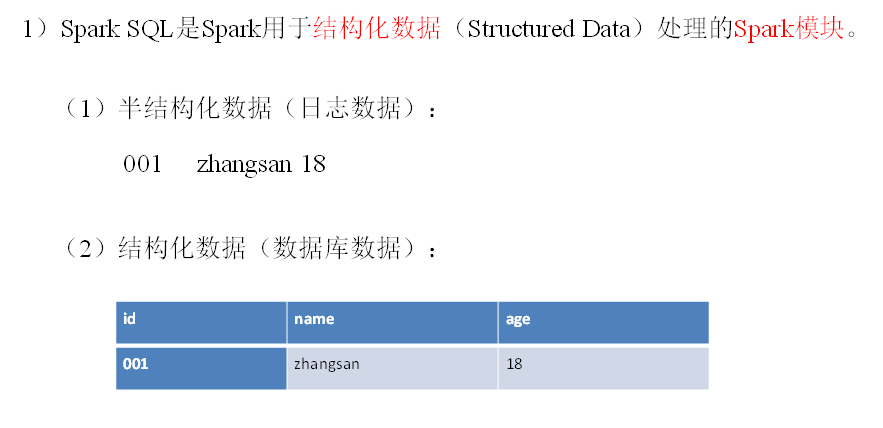 1）Spark SQL是Spark用于结构化数据（Structured Data）处理的Spark模块。
（1）半结构化数据（日志数据）：
001 zhangsan 18
（2）结构化数据（数据库数据）：
id name age
001 zhangsan 18